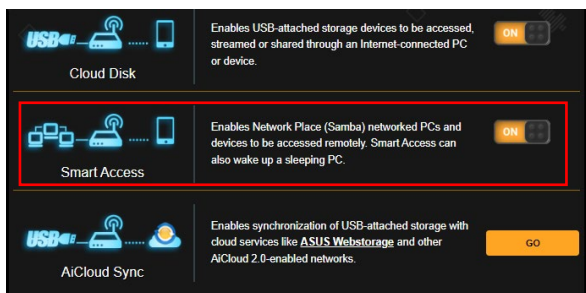 Enables USB-attached storage devices to be accessed,
USB
streamed or shared through an Internet-connected PC
ON
or device.
Cloud Disk
Enables Network Place (Samba) networked PCs and
devices to be accessed remotely. Smart Access can
ON
also wake up a sleeping PC.
Smart Access
Enables synchronization of USB-attached storage with
USB
cloud services like ASUS Webstorage and other
GO
AiCloud 2.0-enabled networks.
AiCloud Sync